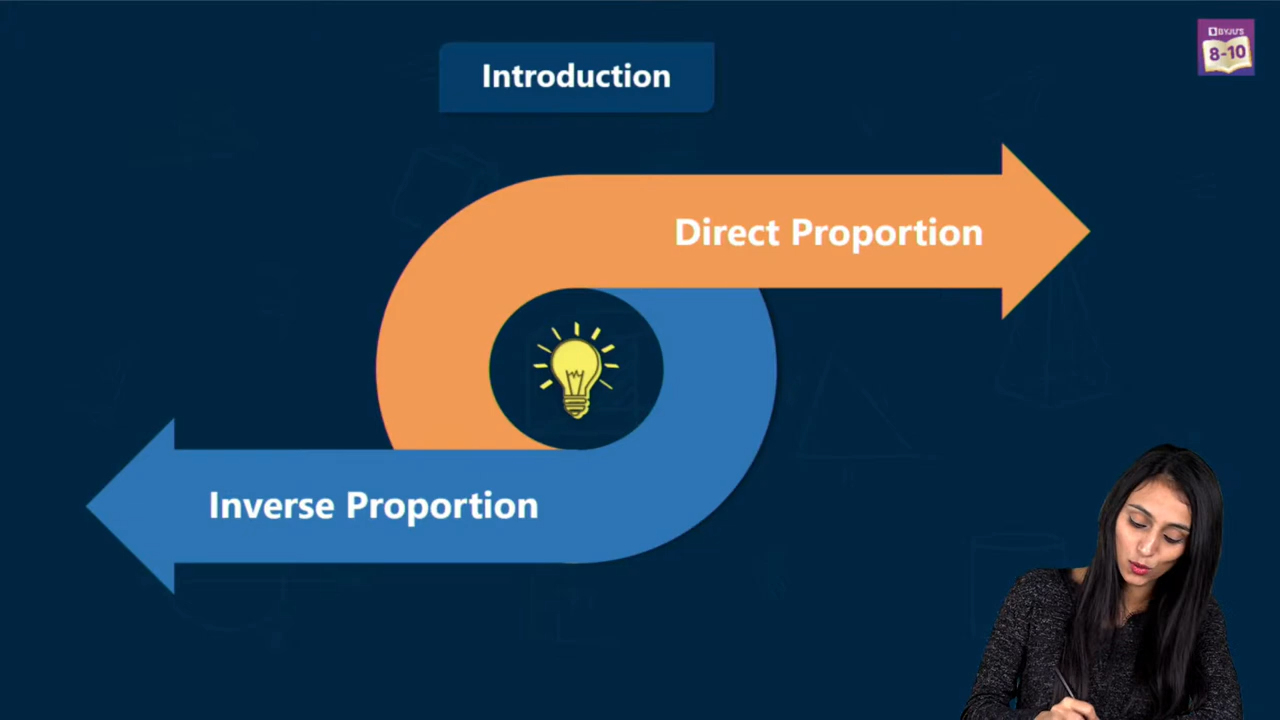 BYJU'S
8-10
Introduction
Direct Proportion
Inverse Proportion